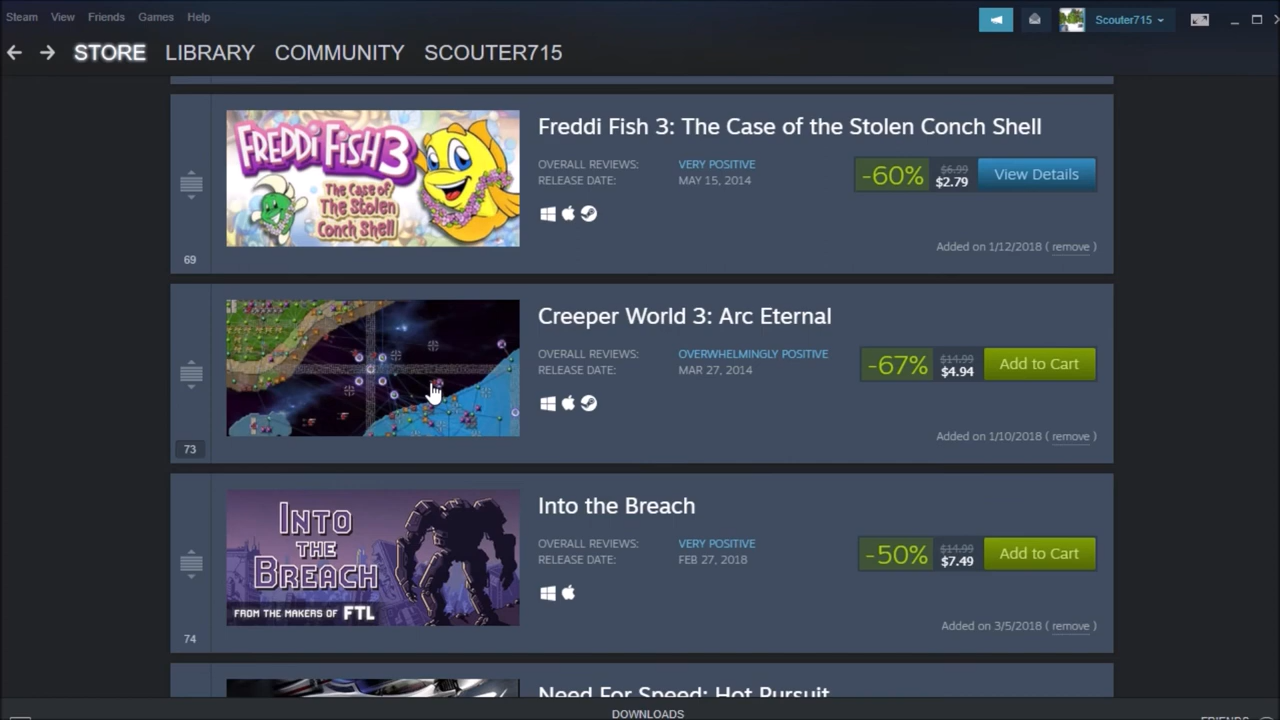 Steam View Friends Games Help
Scouter715
STORE LIBRARY COMMUNITY SCOUTER715
FREDDI FISH 3
The Case of
The Stolen
Conch Shell
Freddi Fish 3: The Case of the Stolen Conch Shell
OVERALL REVIEWS: VERY POSITIVE
RELEASE DATE: MAY 15, 2014
-60% $6.99 $2.79 View Details
Added on 1/12/2018 ( remove )
69
Creeper World 3: Arc Eternal
OVERALL REVIEWS: OVERWHELMINGLY POSITIVE
RELEASE DATE: MAR 27, 2014
-67% $14.99 $4.94 Add to Cart
Added on 1/10/2018 ( remove )
73
INTO
THE
BREACH
FROM THE MAKERS OF FTL
Into the Breach
OVERALL REVIEWS: VERY POSITIVE
RELEASE DATE: FEB 27, 2018
-50% $14.99 $7.49 Add to Cart
Added on 3/5/2018 ( remove )
74
Need For Speed: Hot Pursuit
DOWNLOADS
FRIENDS